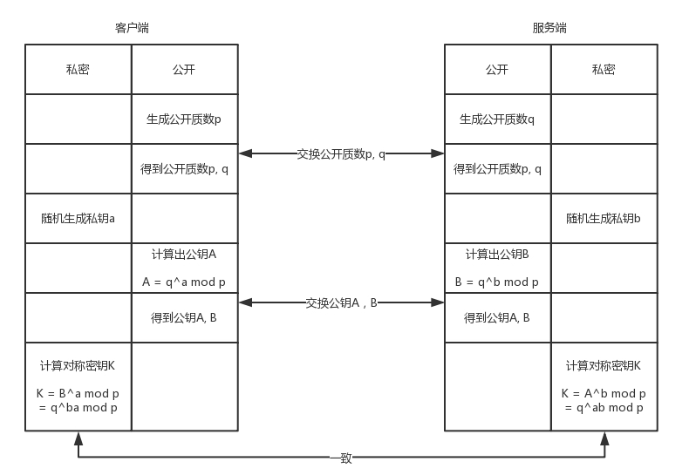 客户端
服务端
私密
公开
公开
私密
生成公开质数p
生成公开质数q
交换公开质数p, q
得到公开质数p, q
得到公开质数p, q
随机生成私钥a
随机生成私钥b
计算出公钥A
A = q^a mod p
计算出公钥B
B = q^b mod p
交换公钥A，B
得到公钥A, B
得到公钥A, B
计算对称密钥K
K = B^a mod p
= q^ba mod p
计算对称密钥K
K = A^b mod p
= q^ab mod p
一致